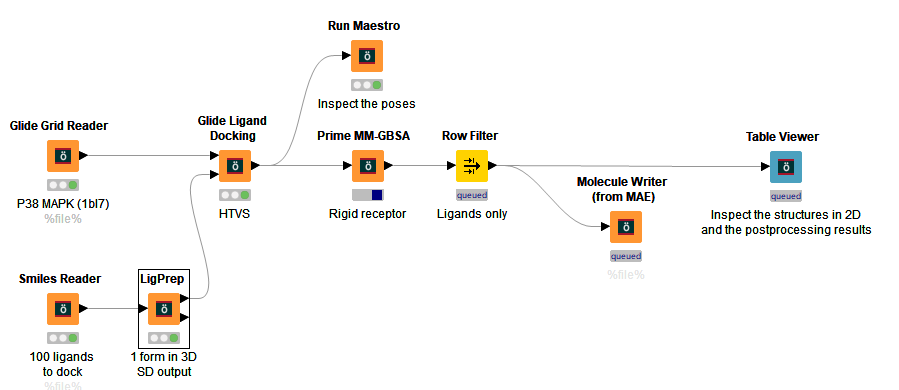 Run Maestro
Inspect the poses
Glide Grid Reader
P38 MAPK (1bl7)
%file%
Glide Ligand
Docking
HTVS
Prime MM-GBSA
Rigid receptor
Row Filter
queued
Ligands only
Table Viewer
queued
Inspect the structures in 2D
and the postprocessing results
Molecule Writer
(from MAE)
queued
%file%
Smiles Reader
100 ligands
to dock
%file%
LigPrep
1 form in 3D
SD output